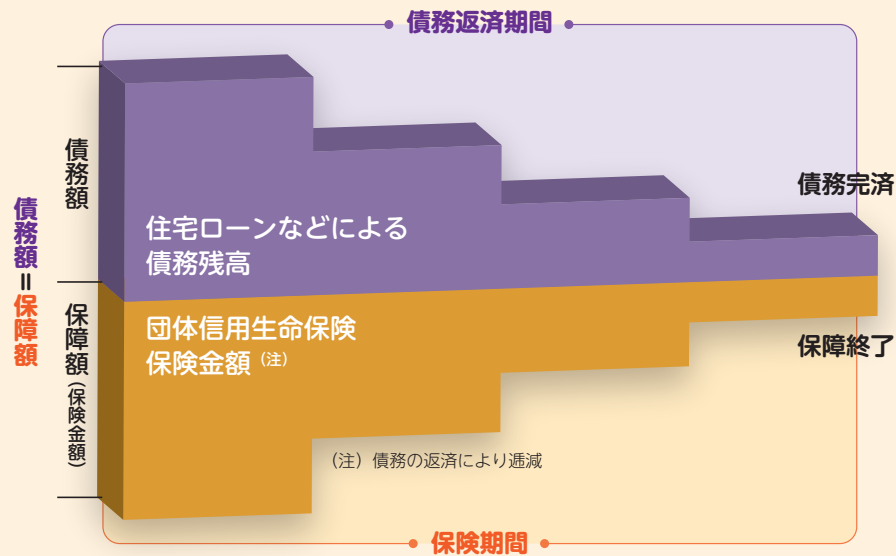 債務返済期間
債務額＝保障額
債務額
保障額（保険金額）
住宅ローンなどによる
債務残高
債務完済
団体信用生命保険
保険金額（注）
保障終了
（注）債務の返済により逓減
保険期間